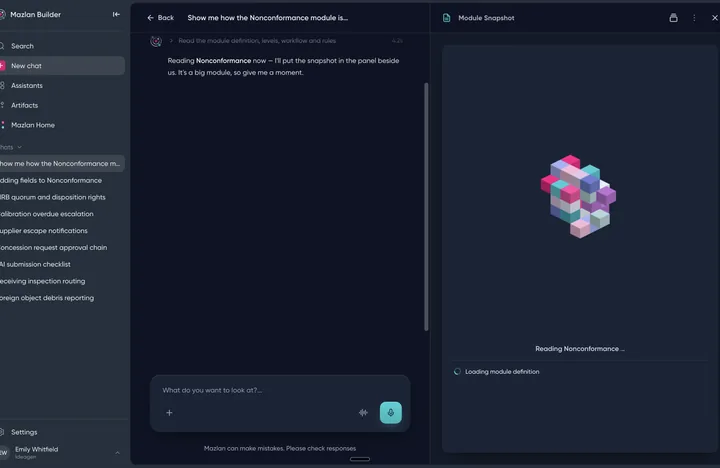 Mazlan Builder
Search
New chat
Assistants
Artifacts
Mazlan Home
hats
how me how the Nonconformance m...
dding fields to Nonconformance
RB quorum and disposition rights
alibration overdue escalation
upplier escape notifications
oncession request approval chain
AI submission checklist
eceiving inspection routing
oreign object debris reporting
Settings
EW
Emily Whitfield
Meagen
Back
Show me how the Nonconformance module is...
Read the module definition, levels, workflow and rules
Reading Nonconformance now — I'll put the snapshot in the panel beside
us. It's a big module, so give me a moment.
What do you want to look at?...
Mazlan can make mistakes. Please check responses
Module Snapshot
Reading Nonconformance ...
Loading module definition